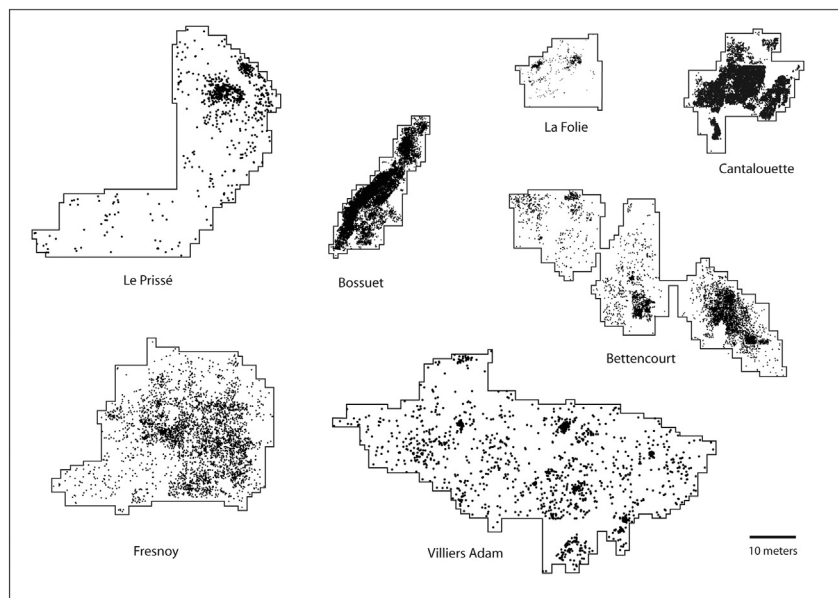 La Folie
Cantalouette
Le Prissé
Bossuet
Bettencourt
Fresnoy
Villiers Adam
10 meters